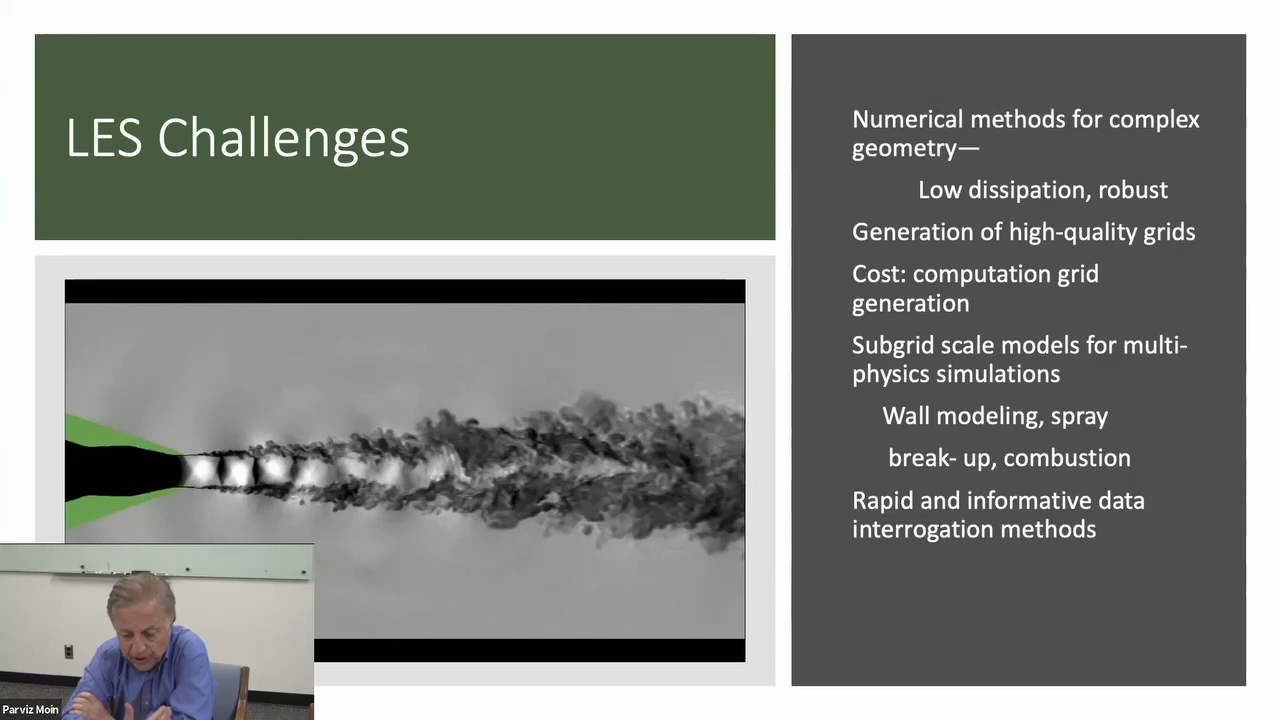 LES Challenges
Numerical methods for complex
geometry—
Low dissipation, robust
Generation of high-quality grids
Cost: computation grid
generation
Subgrid scale models for multi-
physics simulations
Wall modeling, spray
break- up, combustion
Rapid and informative data
interrogation methods
Parviz Moin